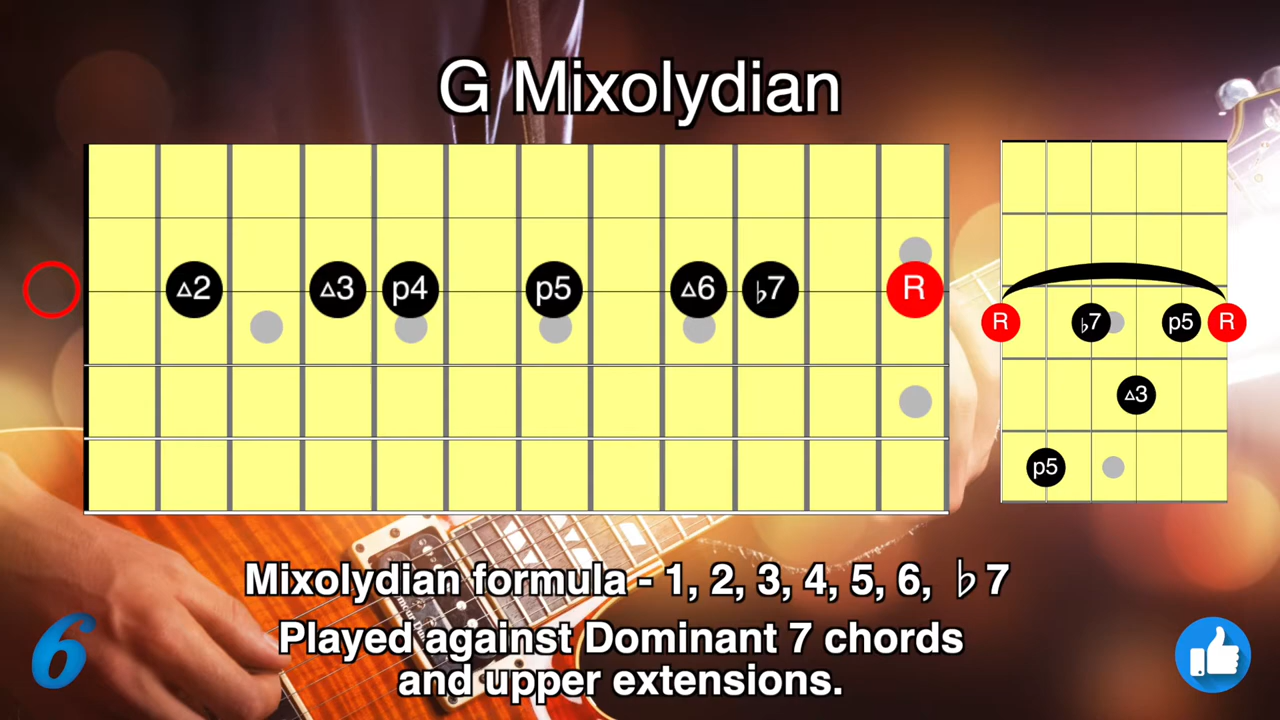 G Mixolydian
△2 △3 p4 p5 △6 ♭7 R
R ♭7 p5 R
△3
p5
Mixolydian formula - 1, 2, 3, 4, 5, 6, ♭7
Played against Dominant 7 chords
and upper extensions.
6